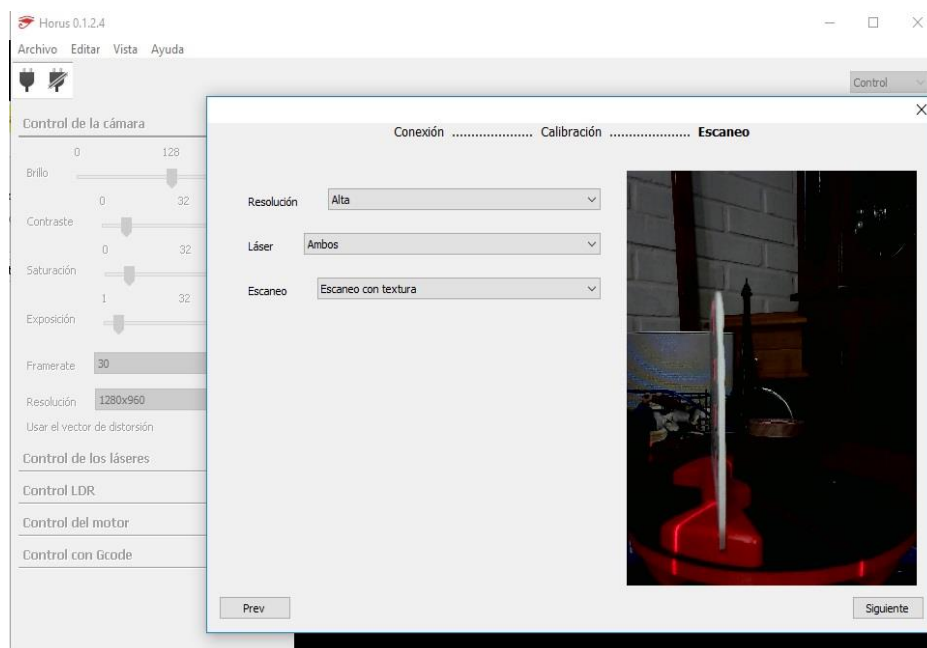 Horus 0.1.2.4
Archivo Editar Vista Ayuda
Control
Control de la cámara
Conexión ..................... Calibración ..................... Escaneo
0 128
Brillo
0 32
Contraste
0 32
Saturación
1 32
Exposición
Framerate 30
Resolución 1280x960
Usar el vector de distorsión
Control de los láseres
Control LDR
Control del motor
Control con Gcode
Resolución Alta
Láser Ambos
Escaneo Escaneo con textura
Prev Siguiente